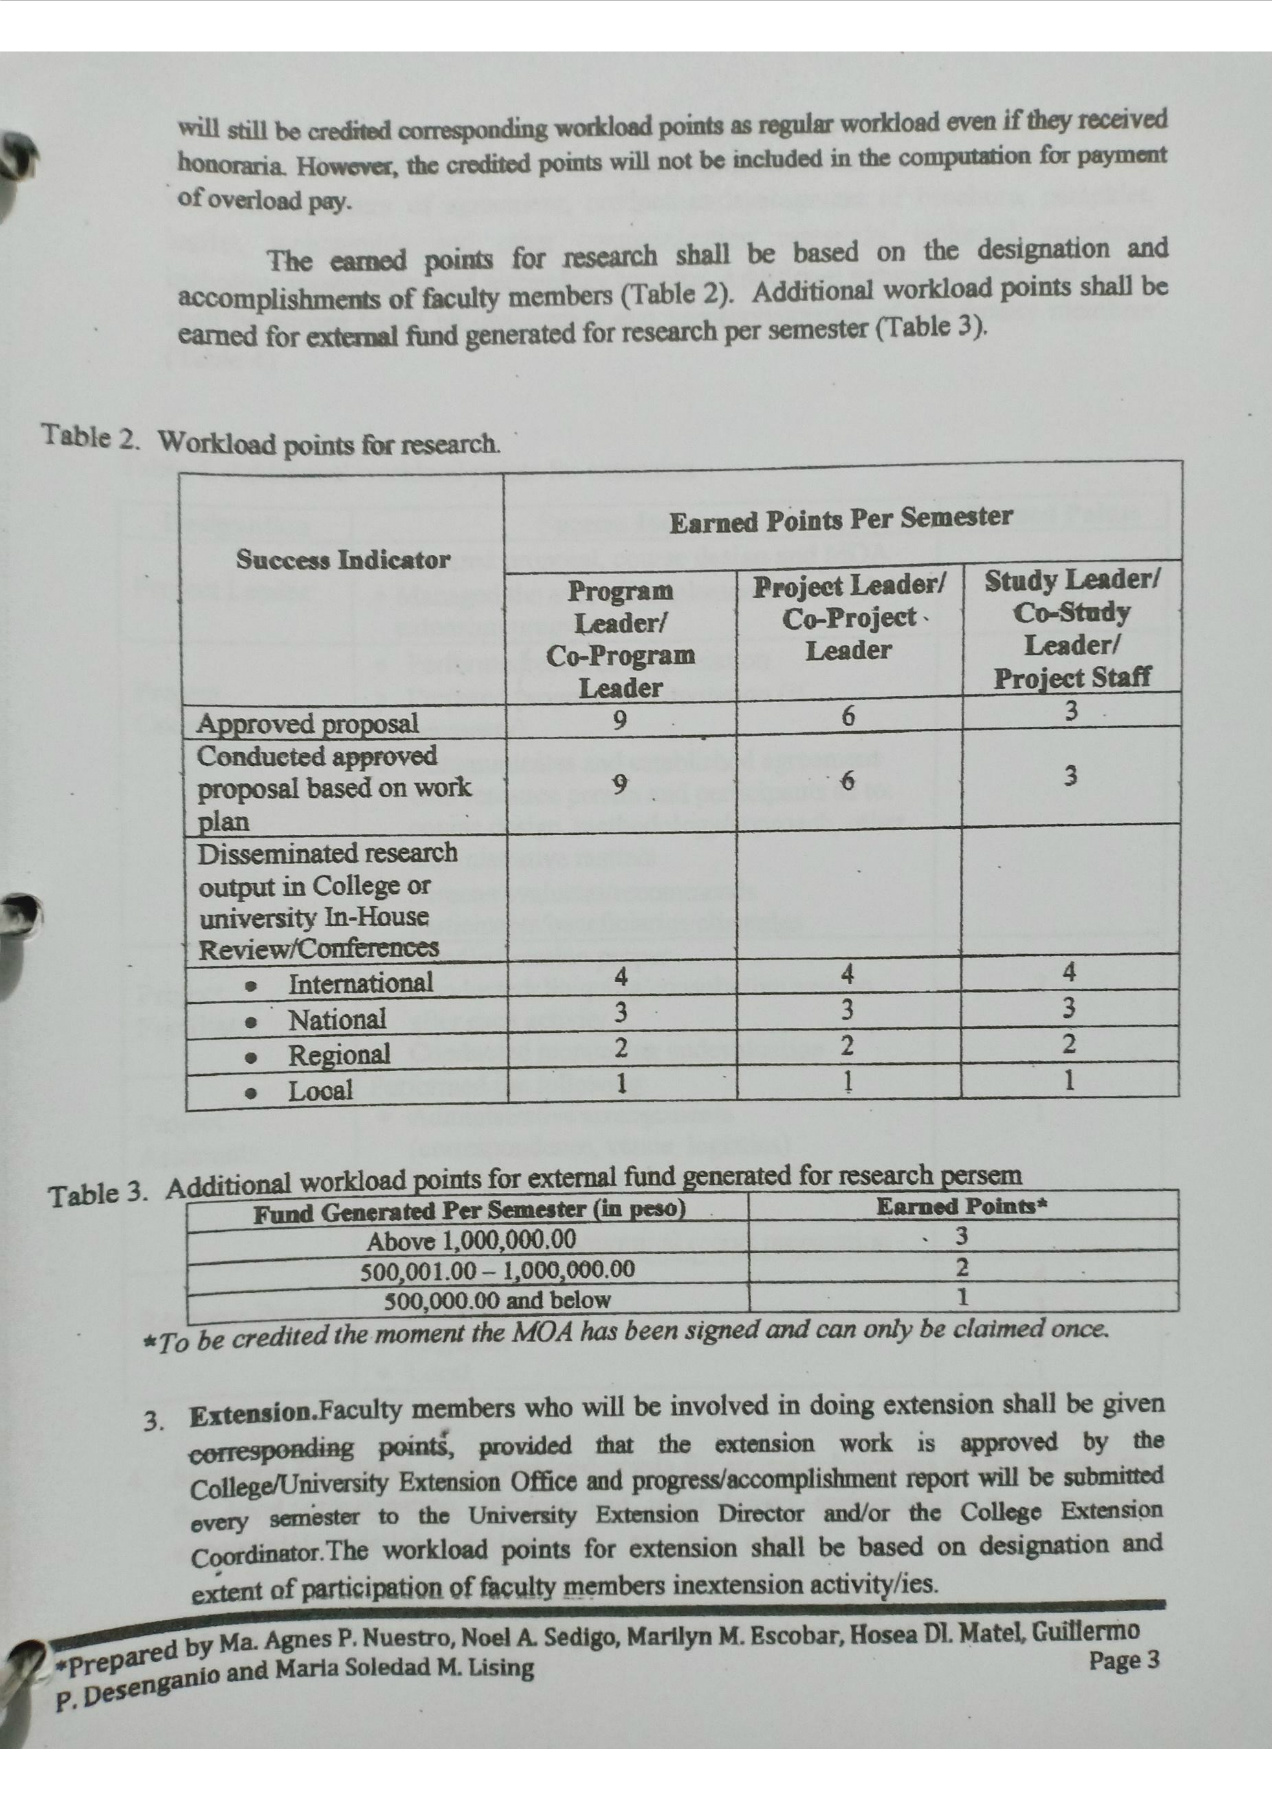 will still be credited corresponding workload points as regular workload even if they received
honoraria. However, the credited points will not be included in the computation for payment
of overload pay.
The earned points for research shall be based on the designation and
accomplishments of faculty members (Table 2). Additional workload points shall be
earned for external fund generated for research per semester (Table 3).
Table 2. Workload points for research.
Success Indicator
Earned Points Per Semester
Program
Leader/
Co-Program
Leader
Project Leader/
Co-Project
Leader
Study Leader/
Co-Study
Leader/
Project Staff
Approved proposal 9 6 3
Conducted approved
proposal based on work
plan
9 6 3
Disseminated research
output in College or
university In-House
Review/Conferences
• International 4 4 4
• National 3 3 3
• Regional 2 2 2
• Local 1 1 1
Table 3. Additional workload points for external fund generated for research persem
Fund Generated Per Semester (in peso) Earned Points*
Above 1,000,000.00 3
500,001.00 – 1,000,000.00 2
500,000.00 and below 1
*To be credited the moment the MOA has been signed and can only be claimed once.
3. Extension.Faculty members who will be involved in doing extension shall be given
corresponding points, provided that the extension work is approved by the
College/University Extension Office and progress/accomplishment report will be submitted
every semester to the University Extension Director and/or the College Extension
Coordinator.The workload points for extension shall be based on designation and
extent of participation of faculty members inextension activity/ies.
*Prepared by Ma. Agnes P. Nuestro, Noel A. Sedigo, Marilyn M. Escobar, Hosea Dl. Matel, Guillermo
P. Desenganio and Maria Soledad M. Lising
Page 3